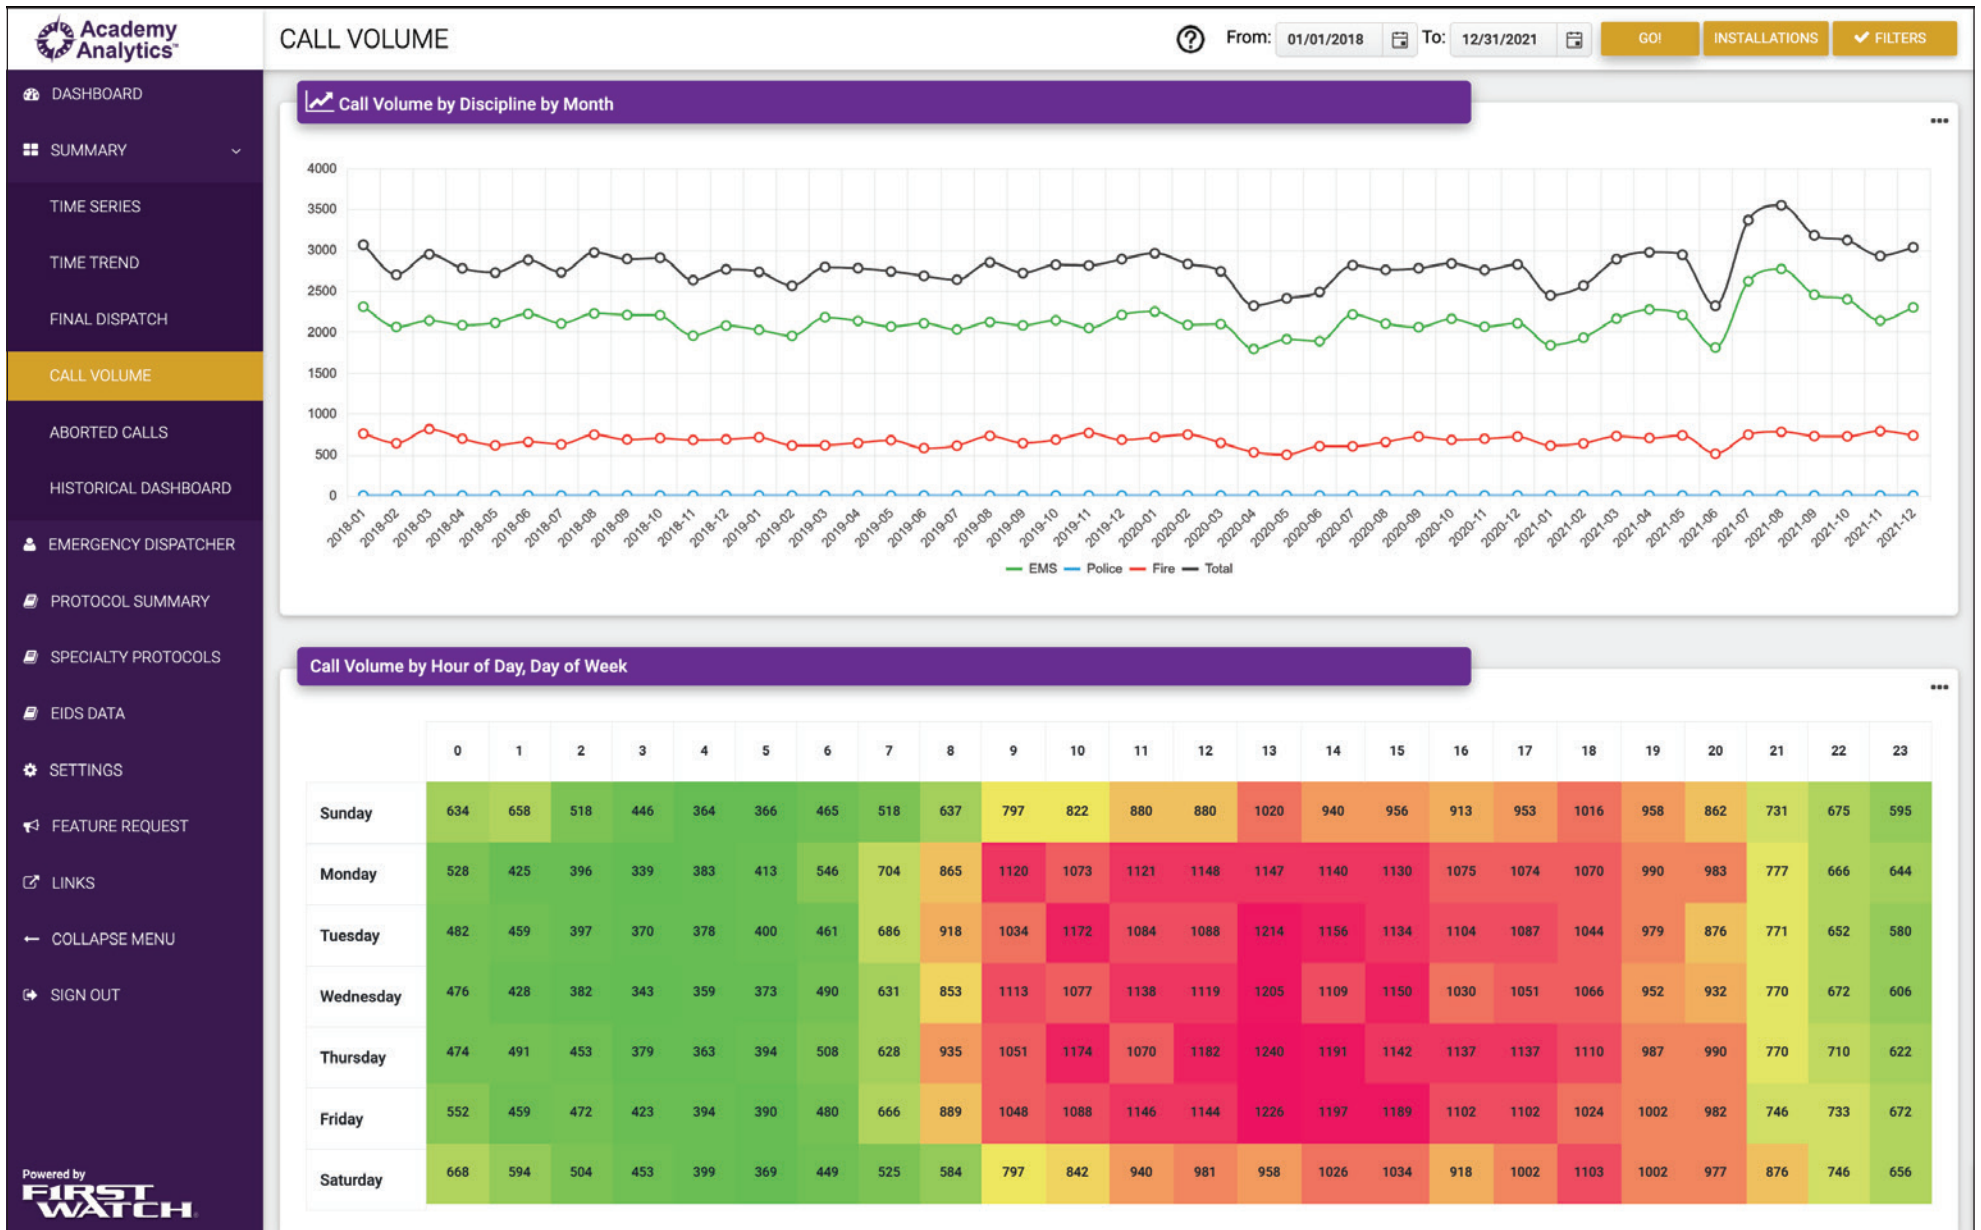 Academy
Analytics™
CALL VOLUME
From: 01/01/2018 To: 12/31/2021 GO! INSTALLATIONS FILTERS
DASHBOARD
SUMMARY
TIME SERIES
TIME TREND
FINAL DISPATCH
CALL VOLUME
ABORTED CALLS
HISTORICAL DASHBOARD
EMERGENCY DISPATCHER
PROTOCOL SUMMARY
SPECIALTY PROTOCOLS
EIDS DATA
SETTINGS
FEATURE REQUEST
LINKS
COLLAPSE MENU
SIGN OUT
Powered by
FIRST
WATCH®
Call Volume by Discipline by Month
4000
3500
3000
2500
2000
1500
1000
500
0
2018-01 2018-02 2018-03 2018-04 2018-05 2018-06 2018-07 2018-08 2018-09 2018-10 2018-11 2018-12 2019-01 2019-02 2019-03 2019-04 2019-05 2019-06 2019-07 2019-08 2019-09 2019-10 2019-11 2019-12 2020-01 2020-02 2020-03 2020-04 2020-05 2020-06 2020-07 2020-08 2020-09 2020-10 2020-11 2020-12 2021-01 2021-02 2021-03 2021-04 2021-05 2021-06 2021-07 2021-08 2021-09 2021-10 2021-11 2021-12
EMS Police Fire Total
Call Volume by Hour of Day, Day of Week
0 1 2 3 4 5 6 7 8 9 10 11 12 13 14 15 16 17 18 19 20 21 22 23
Sunday 634 658 518 446 364 366 465 518 637 797 822 880 880 1020 940 956 913 953 1016 958 862 731 675 595
Monday 528 425 396 339 383 413 546 704 865 1120 1073 1121 1148 1147 1140 1130 1075 1074 1070 990 983 777 666 644
Tuesday 482 459 397 370 378 400 461 686 918 1034 1172 1084 1088 1214 1156 1134 1104 1087 1044 979 876 771 652 580
Wednesday 476 428 382 343 359 373 490 631 853 1113 1077 1138 1119 1205 1109 1150 1030 1051 1066 952 932 770 672 606
Thursday 474 491 453 379 363 394 508 628 935 1051 1174 1070 1182 1240 1191 1142 1137 1137 1110 987 990 770 710 622
Friday 552 459 472 423 394 390 480 666 889 1048 1088 1146 1144 1226 1197 1189 1102 1102 1024 1002 982 746 733 672
Saturday 668 594 504 453 399 369 449 525 584 797 842 940 981 958 1026 1034 918 1002 1103 1002 977 876 746 656